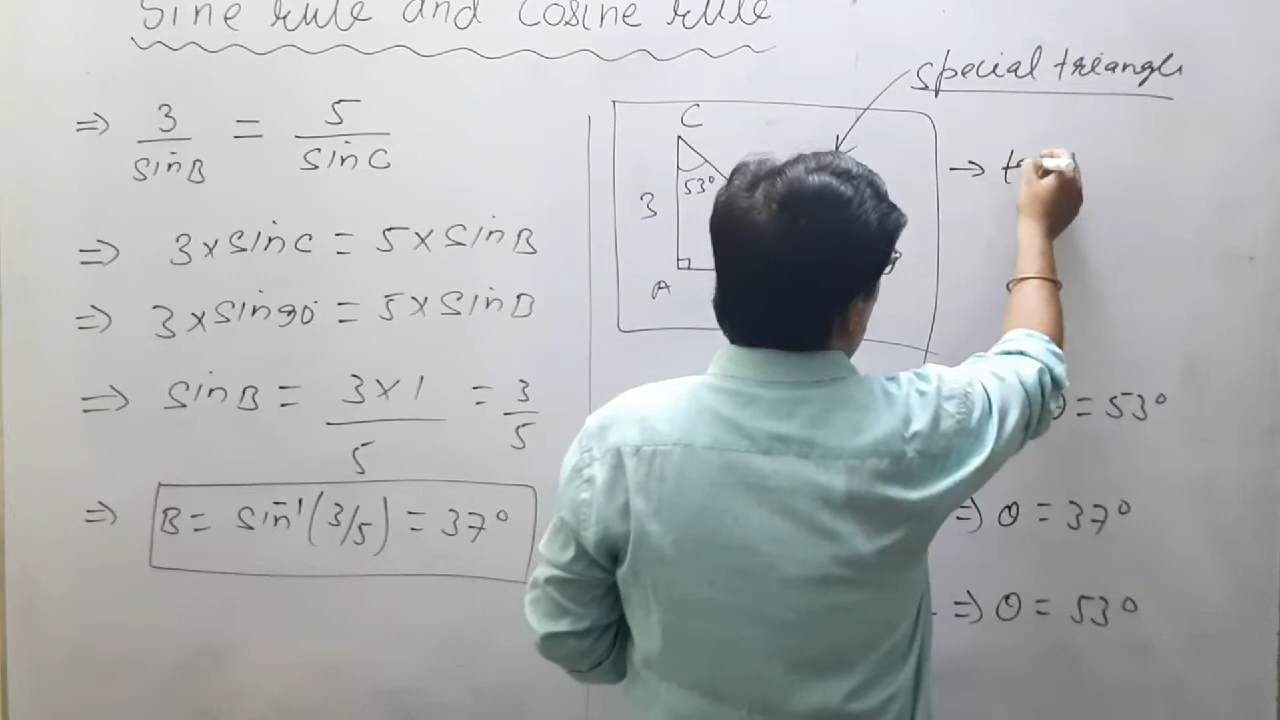 Sine rule and Cosine rule
⇒ 3/sinB = 5/sinC
⇒ 3×sinC = 5×sinB
⇒ 3×sin90° = 5×sinB
⇒ sinB = 3×1/5 = 3/5
⇒ B = sin⁻¹(3/5) = 37°
special triangle
C
53°
3
A
→
= 53°
⇒ θ = 37°
⇒ θ = 53°